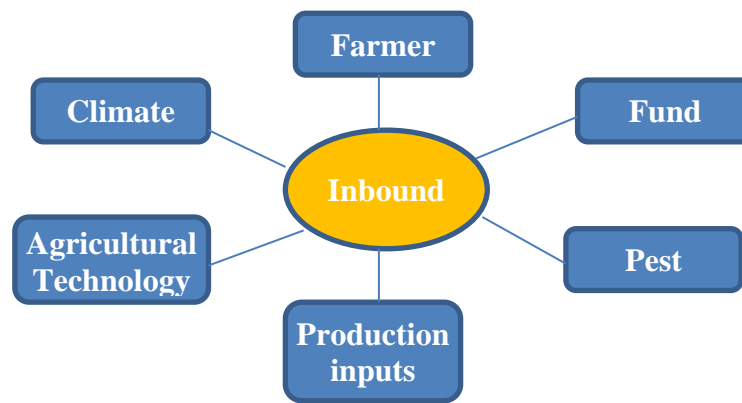 Farmer
Climate
Fund
Inbound
Agricultural
Technology
Pest
Production
inputs